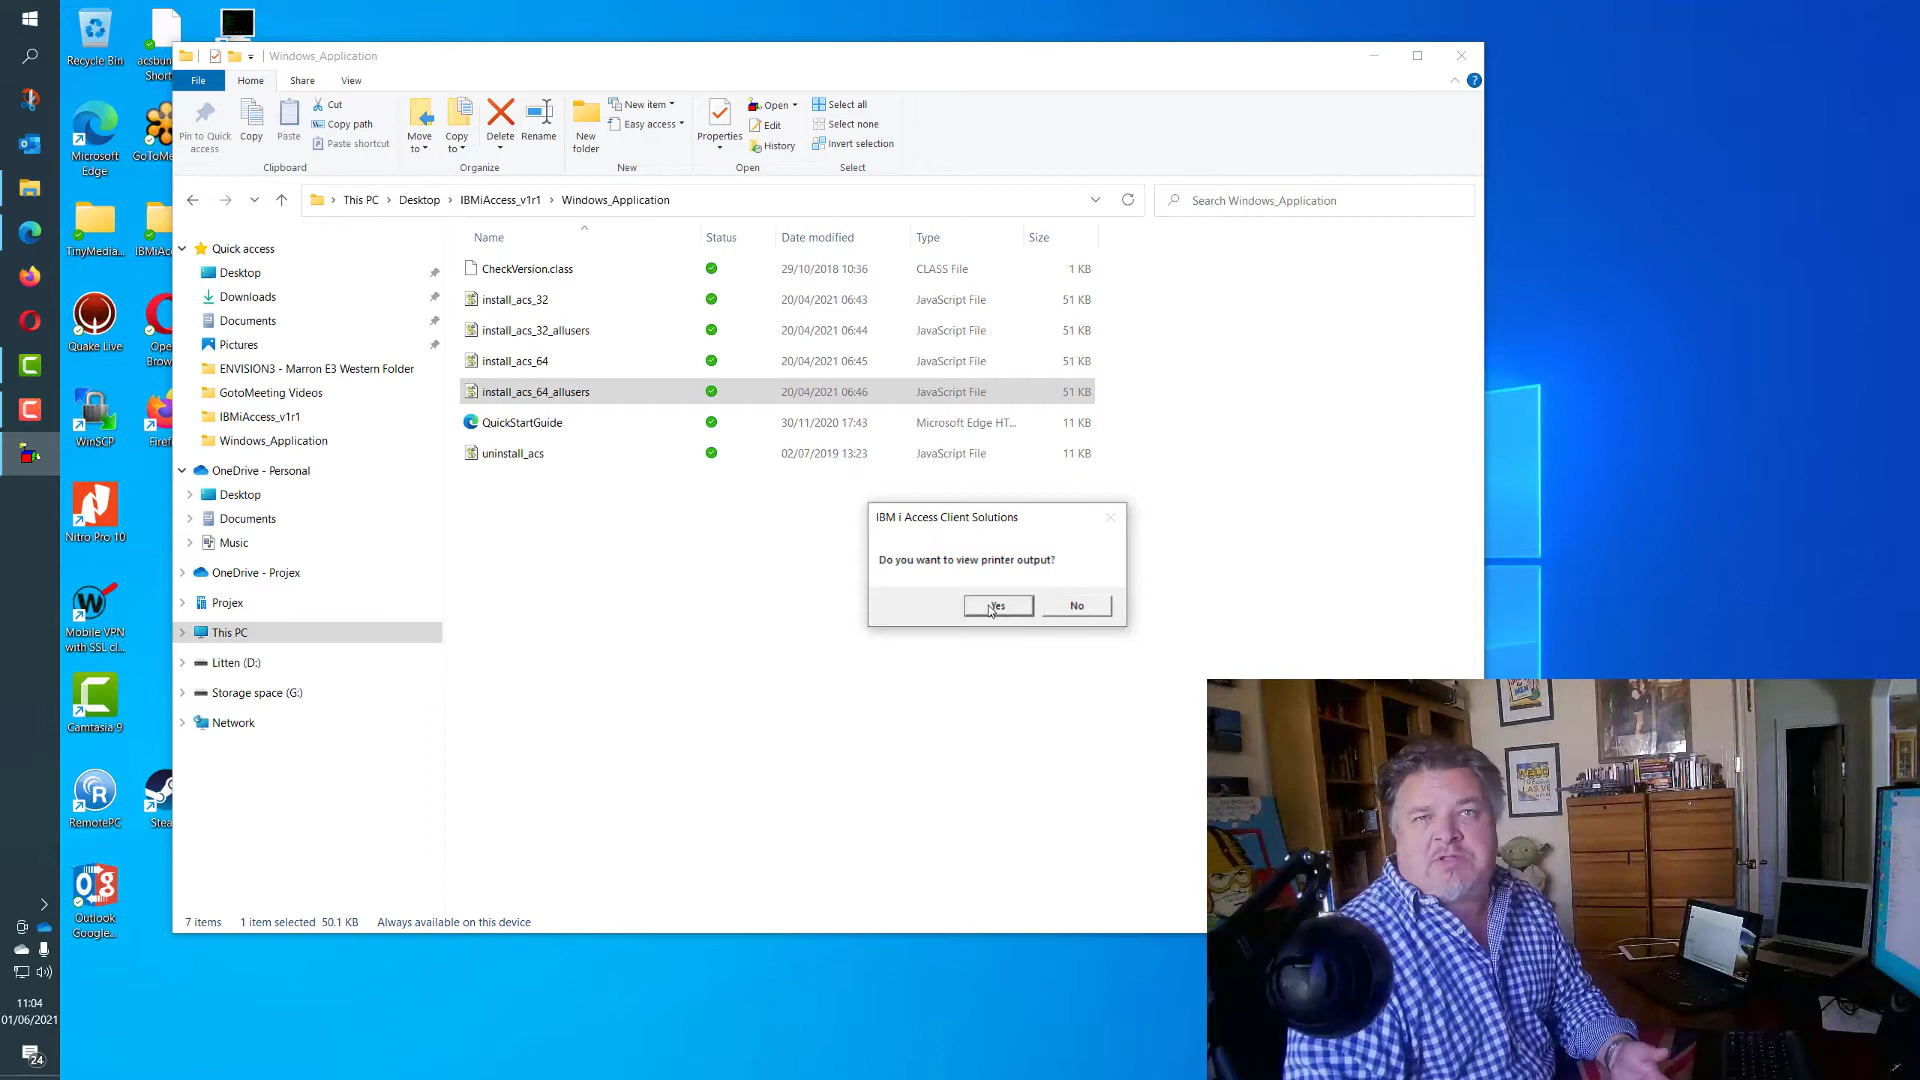 Recycle Bin
acsbun...
Short...
Microsoft
Edge
GoToMe...
TinyMedia...
IBMiAcc...
Quake Live
Ope...
Brow...
WinSCP
Firef...
Nitro Pro 10
Mobile VPN
with SSL cl...
Camtasia 9
RemotePC
Stea...
Outlook
Google...
11:04
01/06/2021
24
Windows_Application
File
Home
Share
View
Pin to Quick
access
Copy
Paste
Cut
Copy path
Paste shortcut
Clipboard
Move
to
Copy
to
Delete
Rename
Organize
New
folder
New item
Easy access
New
Properties
Open
Edit
History
Open
Select all
Select none
Invert selection
Select
This PC > Desktop > IBMiAccess_v1r1 > Windows_Application
Search Windows_Application
Quick access
Desktop
Downloads
Documents
Pictures
ENVISION3 - Marron E3 Western Folder
GotoMeeting Videos
IBMiAccess_v1r1
Windows_Application
OneDrive - Personal
Desktop
Documents
Music
OneDrive - Projex
Projex
This PC
Litten (D:)
Storage space (G:)
Network
Name Status Date modified Type Size
CheckVersion.class 29/10/2018 10:36 CLASS File 1 KB
install_acs_32 20/04/2021 06:43 JavaScript File 51 KB
install_acs_32_allusers 20/04/2021 06:44 JavaScript File 51 KB
install_acs_64 20/04/2021 06:45 JavaScript File 51 KB
install_acs_64_allusers 20/04/2021 06:46 JavaScript File 51 KB
QuickStartGuide 30/11/2020 17:43 Microsoft Edge HT... 11 KB
uninstall_acs 02/07/2019 13:23 JavaScript File 11 KB
IBM i Access Client Solutions
Do you want to view printer output?
Yes
No
7 items 1 item selected 50.1 KB Always available on this device